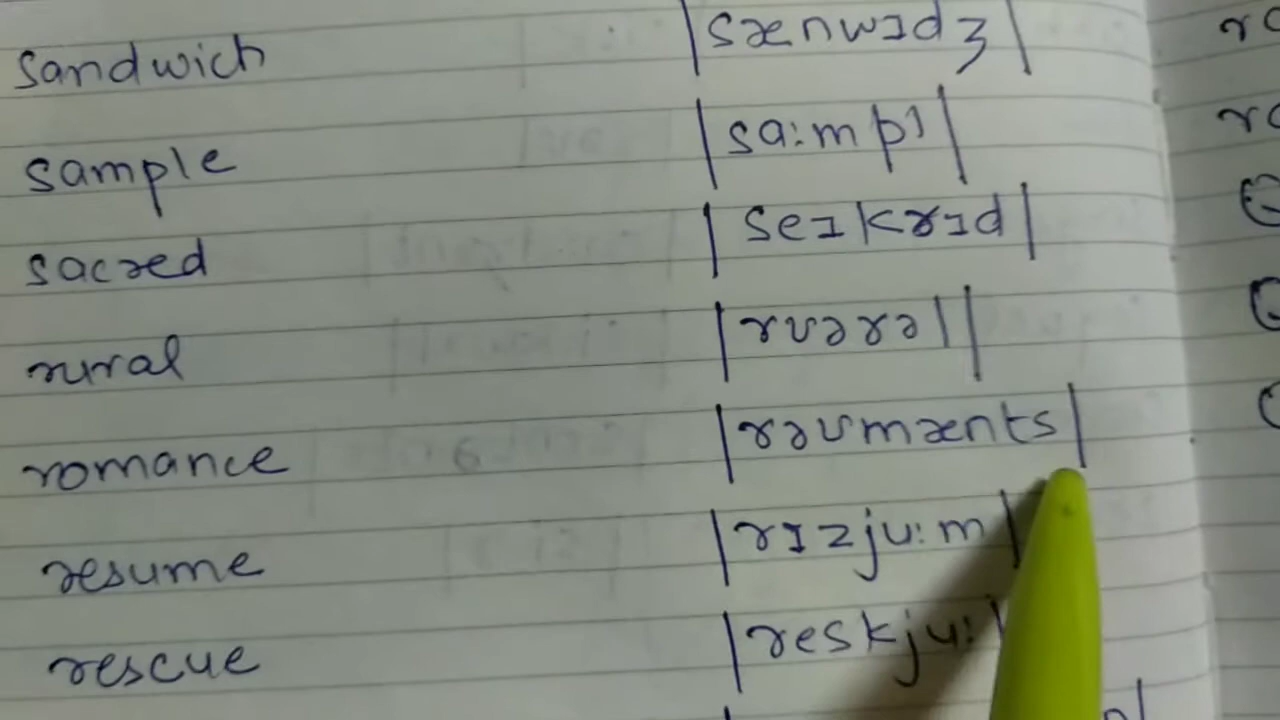 sandwich |sænwɪdʒ|
sample |sa:mpl|
sacred |seɪkrɪd|
rural |rʊərəl|
romance |rəʊmænts|
resume |rɪzju:m|
rescue |reskju:|